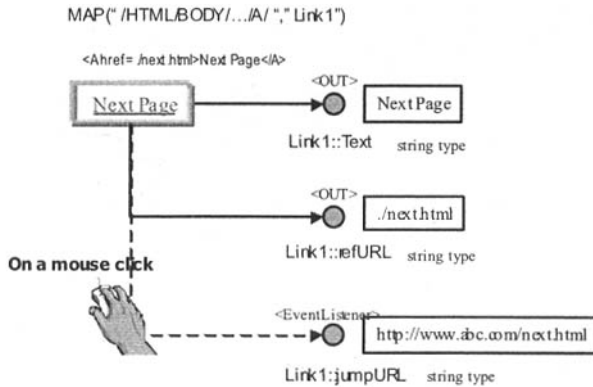 MAP(“ /HTML/BODY/.../A/ “,” Link1”)
<Ahref= ./next.html>Next Page</A>
Next Page
<OUT>
Next Page
Link1::Text string type
<OUT>
./next.html
Link1::refURL string type
On a mouse click
<EventListener>
http://www.abc.com/next.html
Link1::jumpURL string type